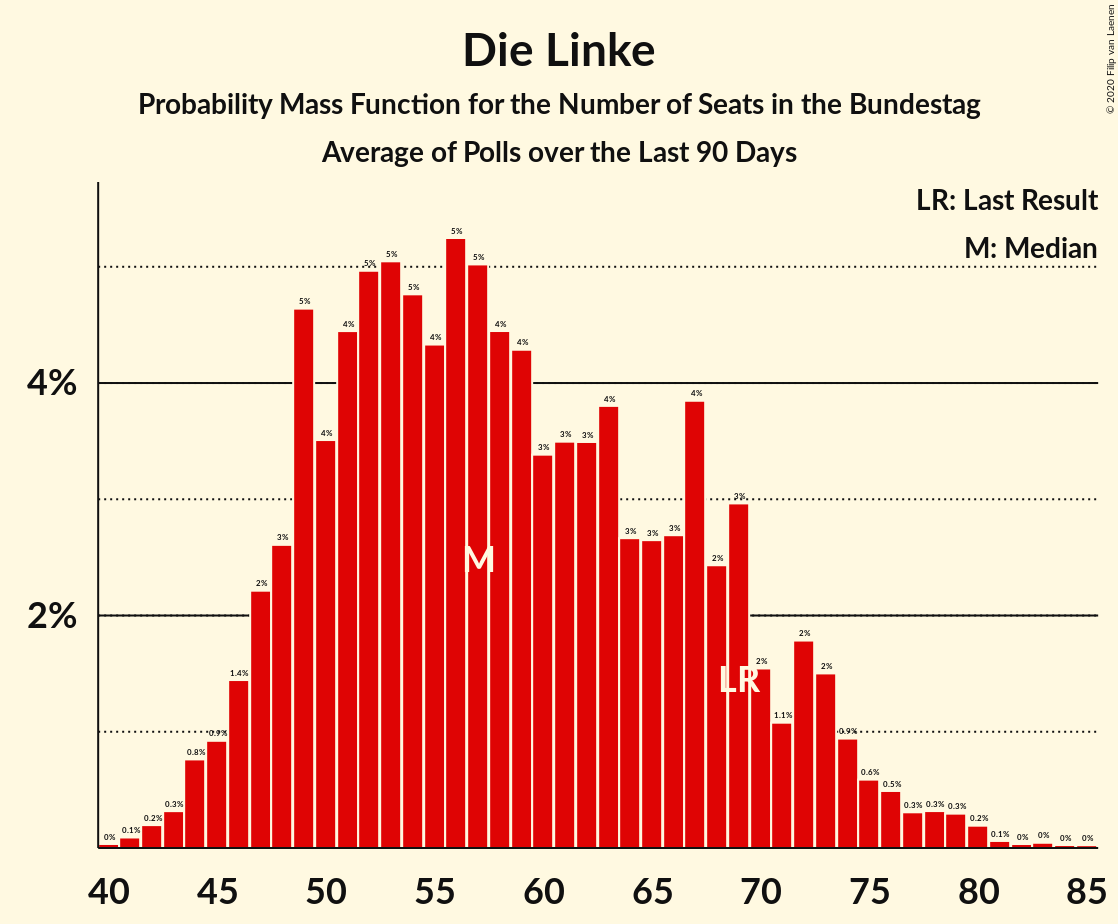 © 2020 Filip van Laenen
Die Linke
Probability Mass Function for the Number of Seats in the Bundestag
Average of Polls over the Last 90 Days
LR: Last Result
M: Median
4%
2%
0% 0.1% 0.2% 0.3% 0.8% 0.9% 1.4% 2% 3% 5% 4% 4% 5% 5% 5% 4% 5% 5% 4% 4% 3% 3% 3% 4% 3% 3% 3% 4% 2% 3% 2% 1.1% 2% 2% 0.9% 0.6% 0.5% 0.3% 0.3% 0.3% 0.2% 0.1% 0% 0% 0% 0%
M
LR
40 45 50 55 60 65 70 75 80 85